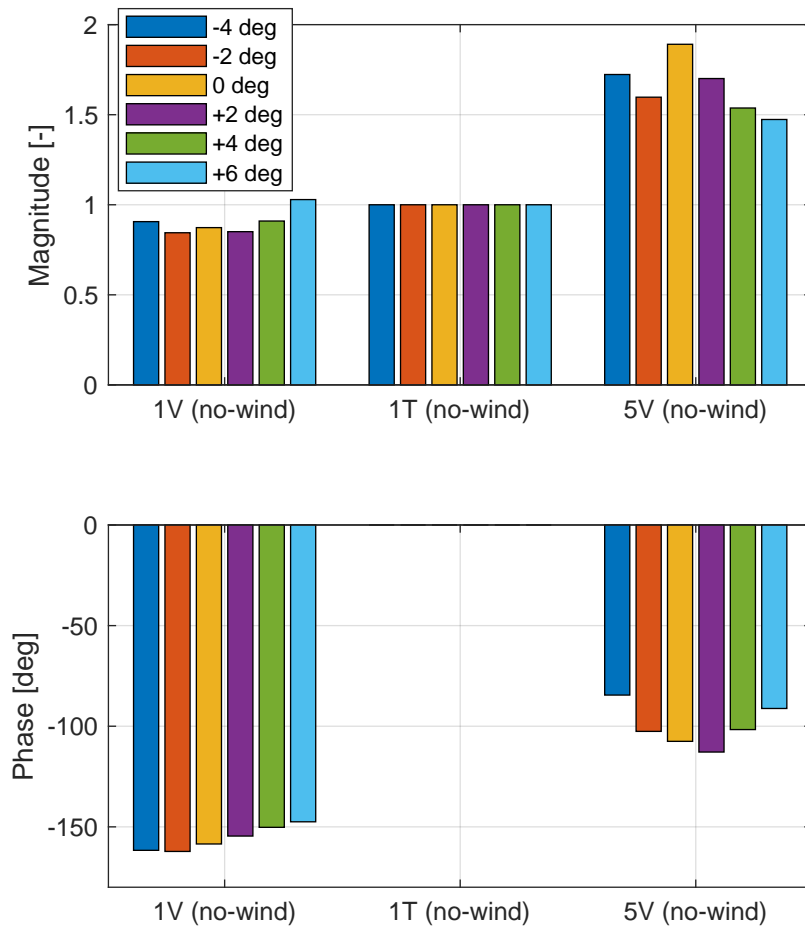 2
-4 deg
-2 deg
0 deg
+2 deg
+4 deg
+6 deg
1.5
1
0.5
0
Magnitude [-]
1V (no-wind) 1T (no-wind) 5V (no-wind)
0
-50
-100
-150
Phase [deg]
1V (no-wind) 1T (no-wind) 5V (no-wind)